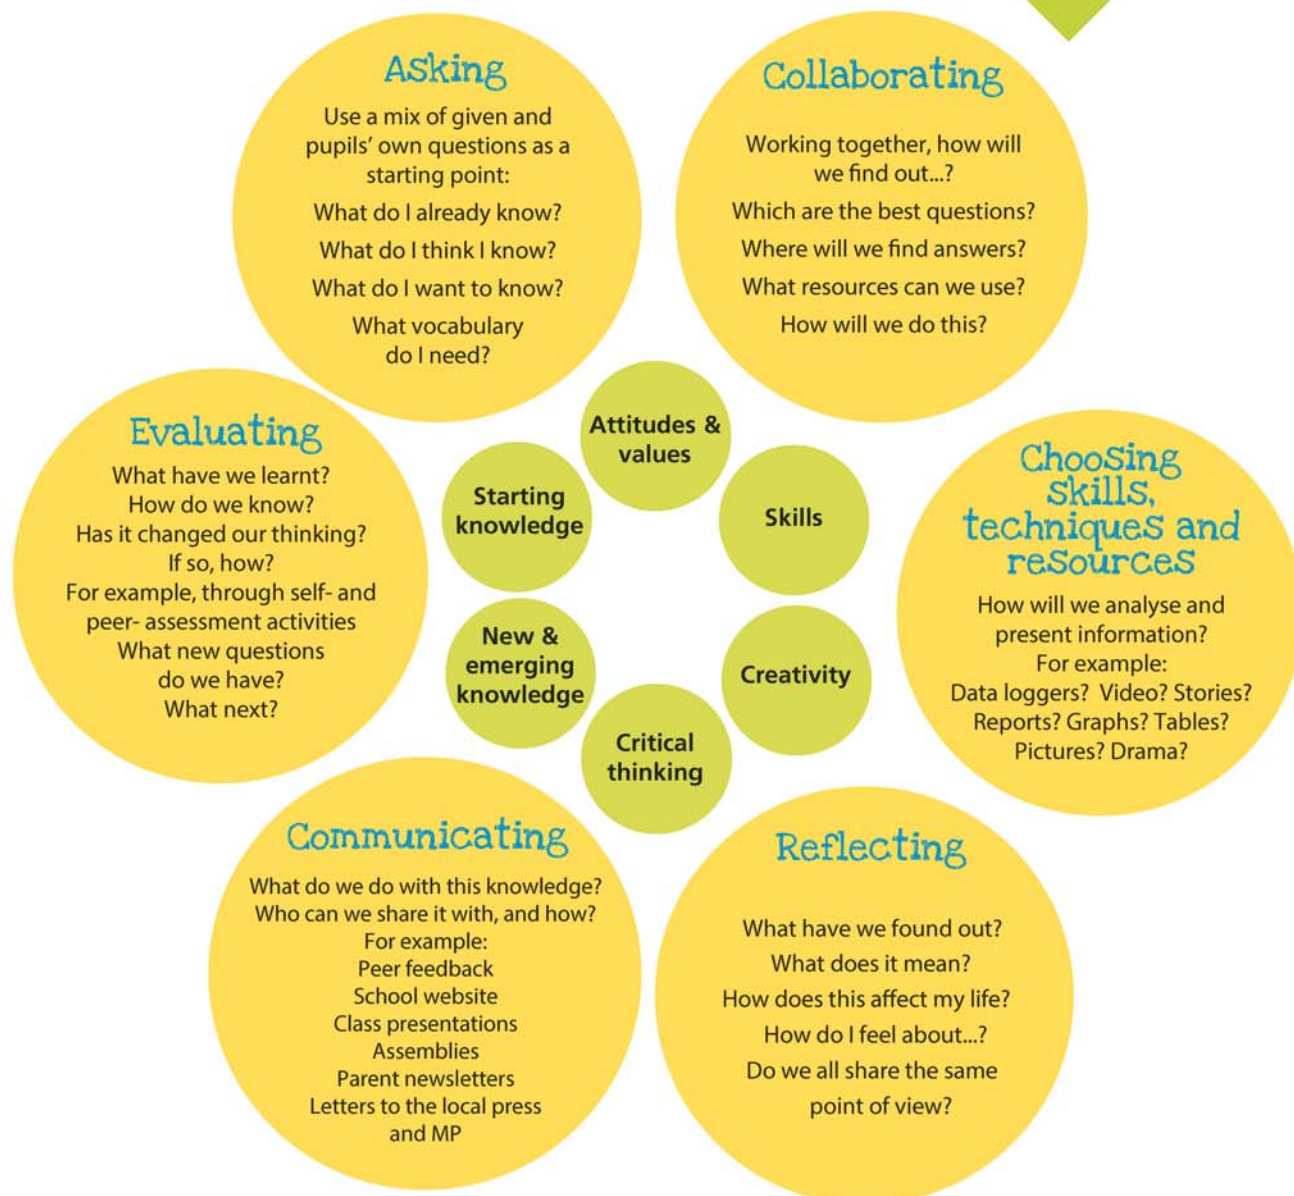 Asking
Use a mix of given and
pupils' own questions as a
starting point:
What do I already know?
What do I think I know?
What do I want to know?
What vocabulary
do I need?
Collaborating
Working together, how will
we find out...?
Which are the best questions?
Where will we find answers?
What resources can we use?
How will we do this?
Choosing
skills,
techniques and
resources
How will we analyse and
present information?
For example:
Data loggers? Video? Stories?
Reports? Graphs? Tables?
Pictures? Drama?
Reflecting
What have we found out?
What does it mean?
How does this affect my life?
How do I feel about...?
Do we all share the same
point of view?
Communicating
What do we do with this knowledge?
Who can we share it with, and how?
For example:
Peer feedback
School website
Class presentations
Assemblies
Parent newsletters
Letters to the local press
and MP
Evaluating
What have we learnt?
How do we know?
Has it changed our thinking?
If so, how?
For example, through self- and
peer- assessment activities
What new questions
do we have?
What next?
Attitudes &
values
Skills
Creativity
Critical
thinking
New &
emerging
knowledge
Starting
knowledge